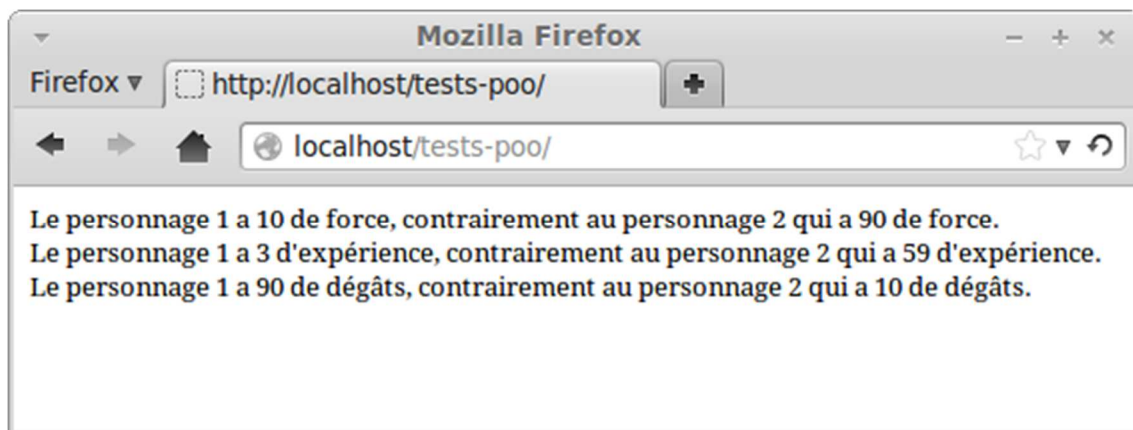 Mozilla Firefox
Firefox
http://localhost/tests-poo/
localhost/tests-poo/
Le personnage 1 a 10 de force, contrairement au personnage 2 qui a 90 de force.
Le personnage 1 a 3 d'expérience, contrairement au personnage 2 qui a 59 d'expérience.
Le personnage 1 a 90 de dégâts, contrairement au personnage 2 qui a 10 de dégâts.